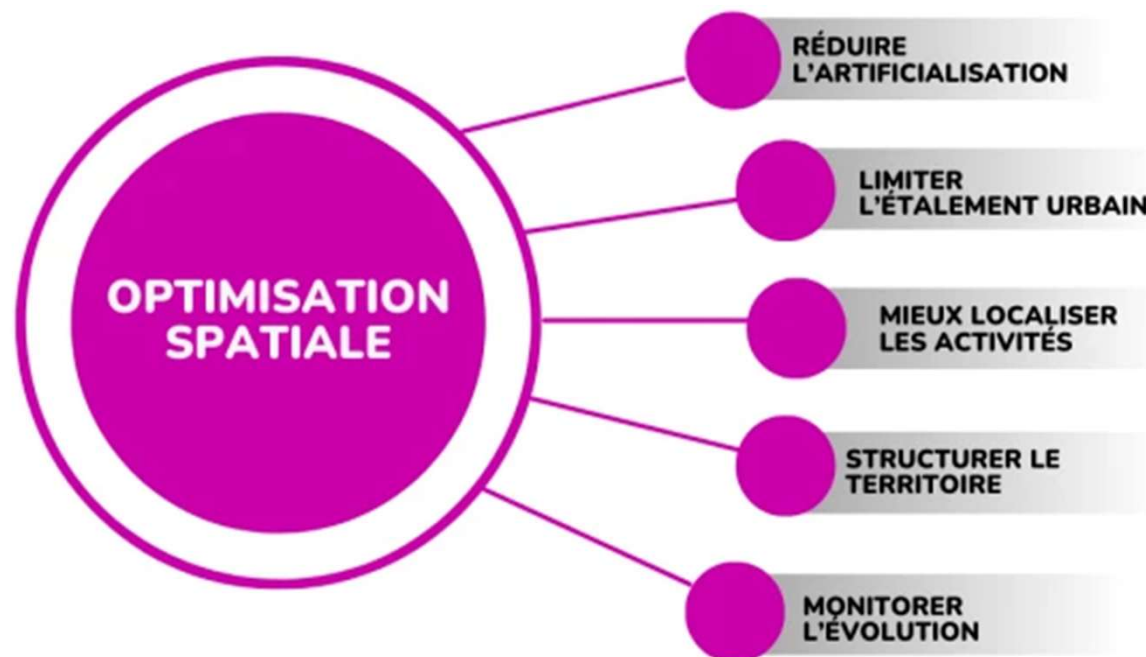 OPTIMISATION
SPATIALE
RÉDUIRE
L'ARTIFICIALISATION
LIMITER
L'ÉTALEMENT URBAIN
MIEUX LOCALISER
LES ACTIVITÉS
STRUCTURER LE
TERRITOIRE
MONITORER
L'ÉVOLUTION